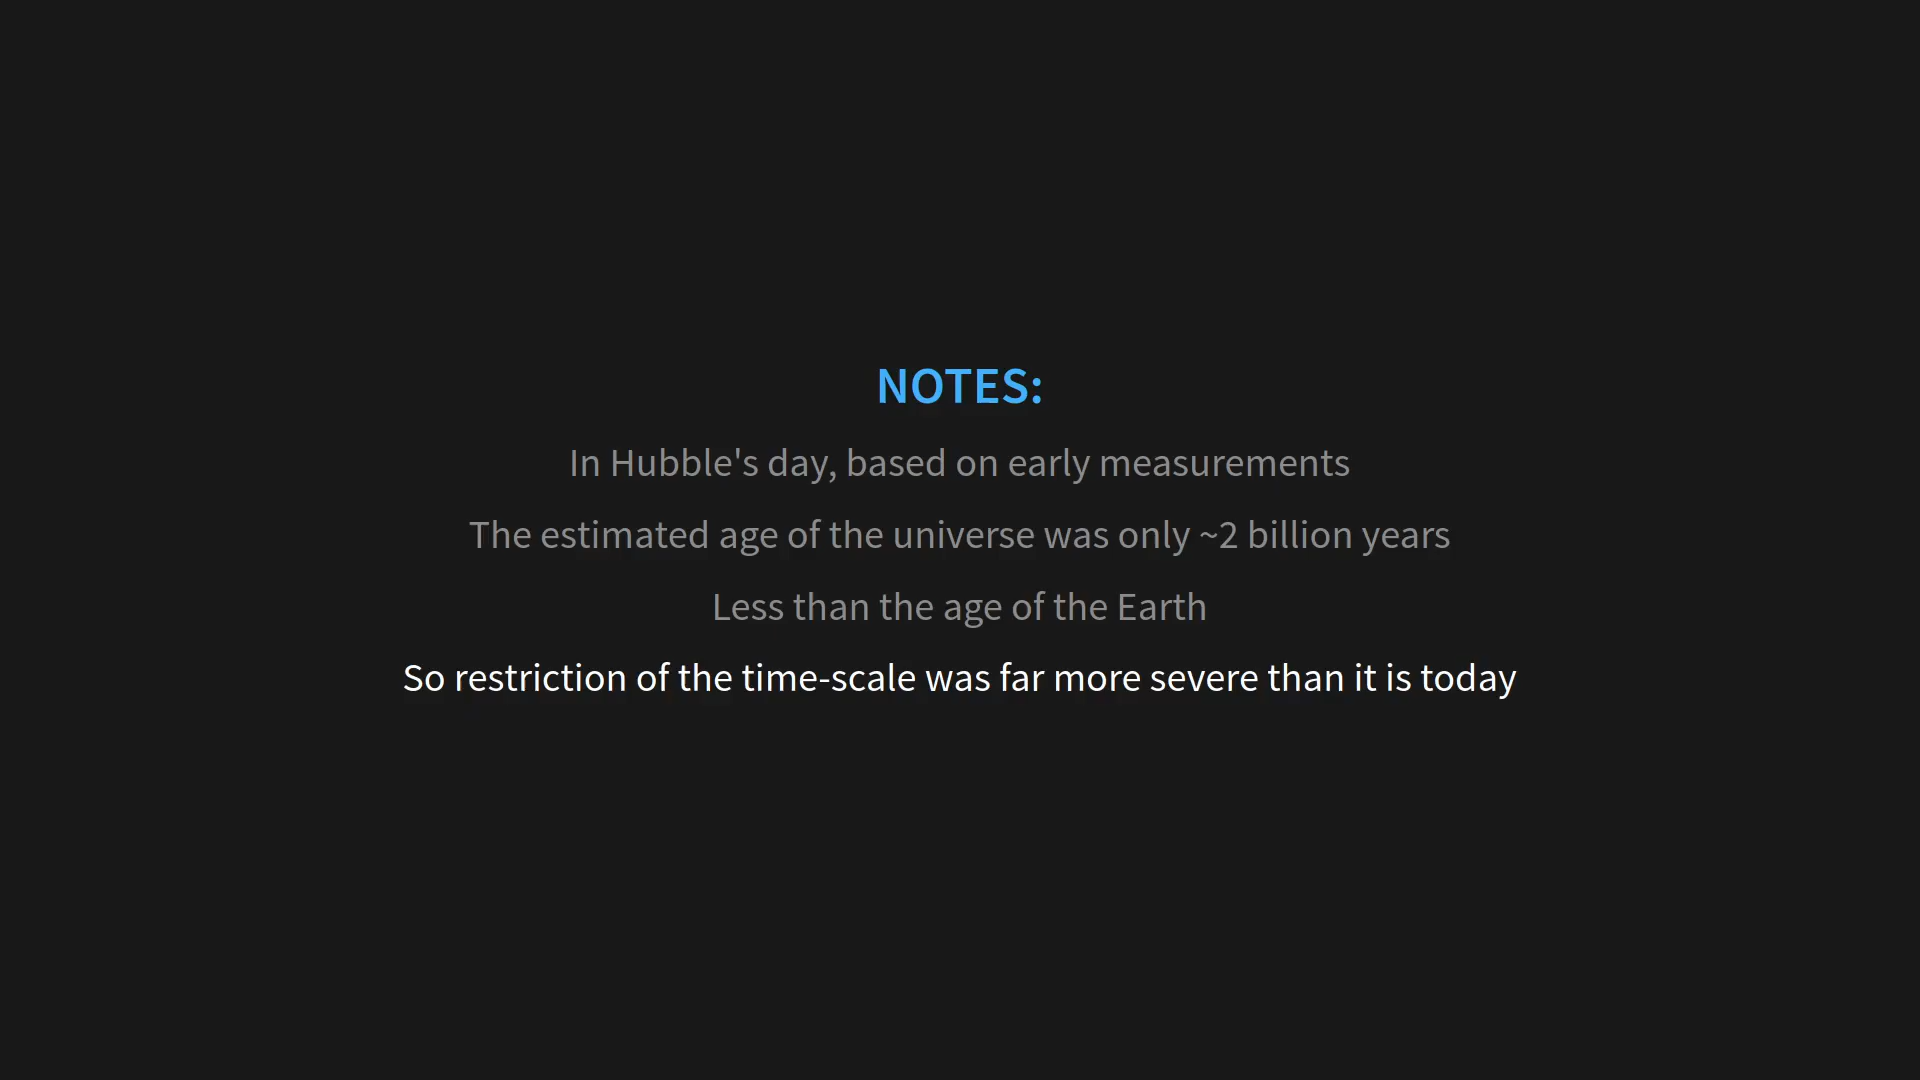 NOTES:
In Hubble's day, based on early measurements
The estimated age of the universe was only ~2 billion years
Less than the age of the Earth
So restriction of the time-scale was far more severe than it is today